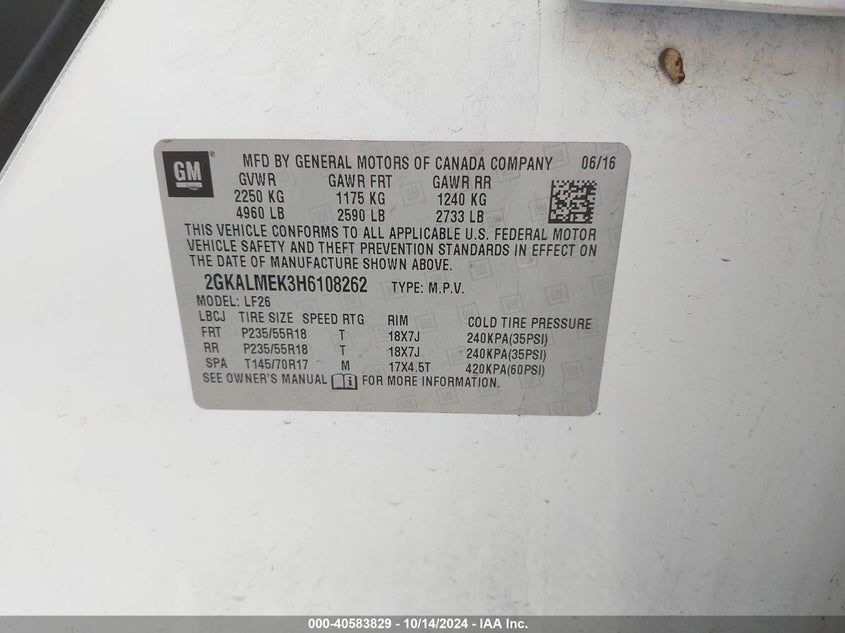 GM
MFD BY GENERAL MOTORS OF CANADA COMPANY 06/16
GVWR GAWR FRT GAWR RR
2250 KG 1175 KG 1240 KG
4960 LB 2590 LB 2733 LB
THIS VEHICLE CONFORMS TO ALL APPLICABLE U.S. FEDERAL MOTOR
VEHICLE SAFETY AND THEFT PREVENTION STANDARDS IN EFFECT ON
THE DATE OF MANUFACTURE SHOWN ABOVE.
2GKALMEK3H6108262 TYPE: M.P.V.
MODEL: LF26
LBCJ TIRE SIZE SPEED RTG RIM COLD TIRE PRESSURE
FRT P235/55R18 T 18X7J 240KPA(35PSI)
RR P235/55R18 T 18X7J 240KPA(35PSI)
SPA T145/70R17 M 17X4.5T 420KPA(60PSI)
SEE OWNER'S MANUAL FOR MORE INFORMATION.
000-40583829 - 10/14/2024 - IAA Inc.